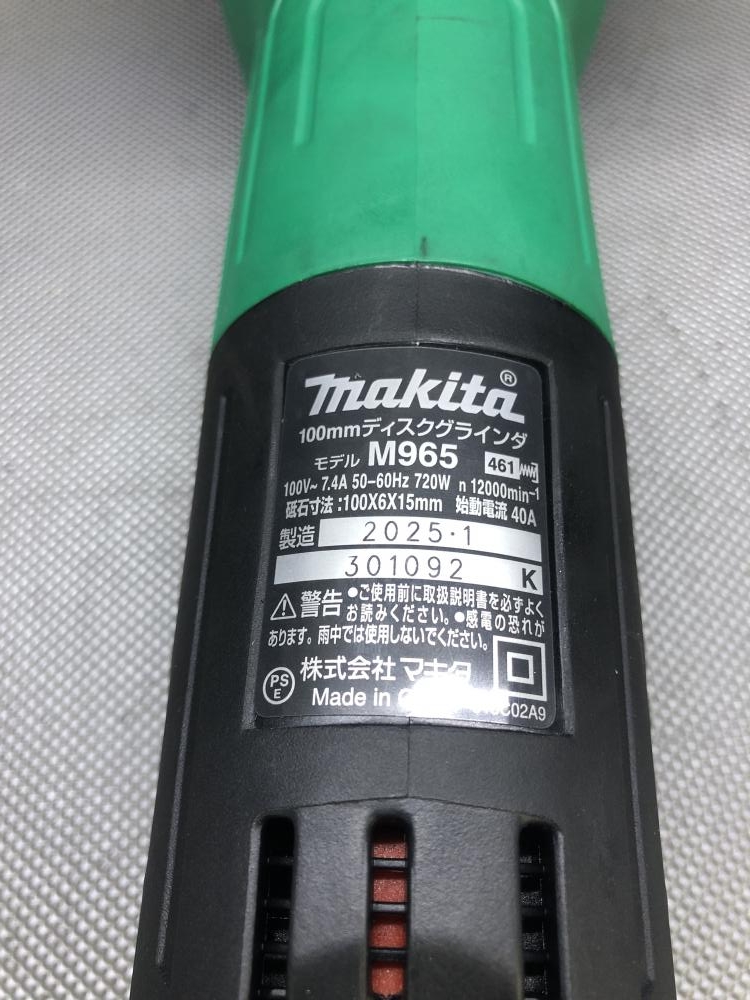 makita®
100mmディスクグラインダ
モデル M965 461
100V~ 7.4A 50-60Hz 720W n 12000min-1
砥石寸法:100X6X15mm 始動電流 40A
製造 2025・1
301092 K
警告 •ご使用前に取扱説明書を必ずよく
お読みください。•感電の恐れが
あります。雨中では使用しないでください。
PS E 株式会社 マキタ
Made in